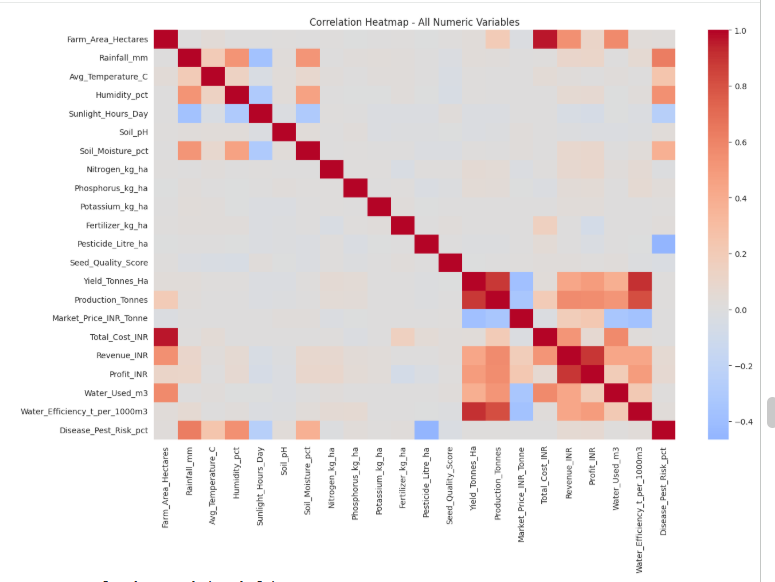 Correlation Heatmap - All Numeric Variables
Farm_Area_Hectares
Rainfall_mm
Avg_Temperature_C
Humidity_pct
Sunlight_Hours_Day
Soil_pH
Soil_Moisture_pct
Nitrogen_kg_ha
Phosphorus_kg_ha
Potassium_kg_ha
Fertilizer_kg_ha
Pesticide_Litre_ha
Seed_Quality_Score
Yield_Tonnes_Ha
Production_Tonnes
Market_Price_INR_Tonne
Total_Cost_INR
Revenue_INR
Profit_INR
Water_Used_m3
Water_Efficiency_t_per_1000m3
Disease_Pest_Risk_pct
Farm_Area_Hectares
Rainfall_mm
Avg_Temperature_C
Humidity_pct
Sunlight_Hours_Day
Soil_pH
Soil_Moisture_pct
Nitrogen_kg_ha
Phosphorus_kg_ha
Potassium_kg_ha
Fertilizer_kg_ha
Pesticide_Litre_ha
Seed_Quality_Score
Yield_Tonnes_Ha
Production_Tonnes
Market_Price_INR_Tonne
Total_Cost_INR
Revenue_INR
Profit_INR
Water_Used_m3
Water_Efficiency_t_per_1000m3
Disease_Pest_Risk_pct
1.0
0.8
0.6
0.4
0.2
0.0
−0.2
−0.4